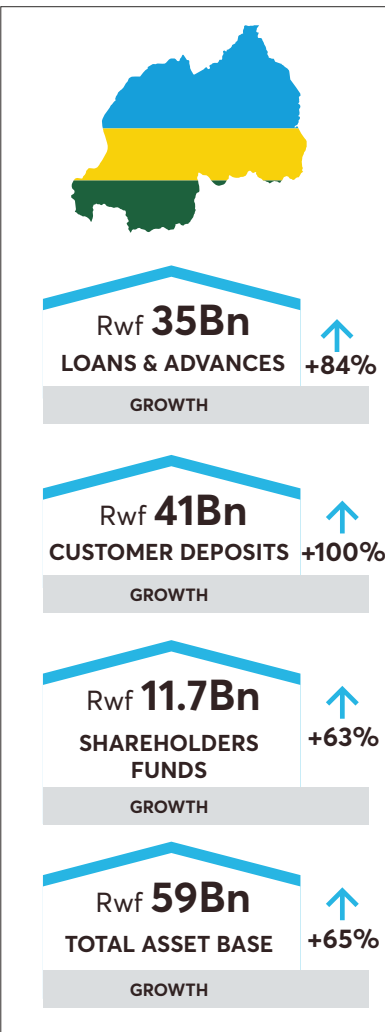 Rwf 35Bn
LOANS & ADVANCES
+84%
GROWTH
Rwf 41Bn
CUSTOMER DEPOSITS
+100%
GROWTH
Rwf 11.7Bn
SHAREHOLDERS
FUNDS
+63%
GROWTH
Rwf 59Bn
TOTAL ASSET BASE
+65%
GROWTH